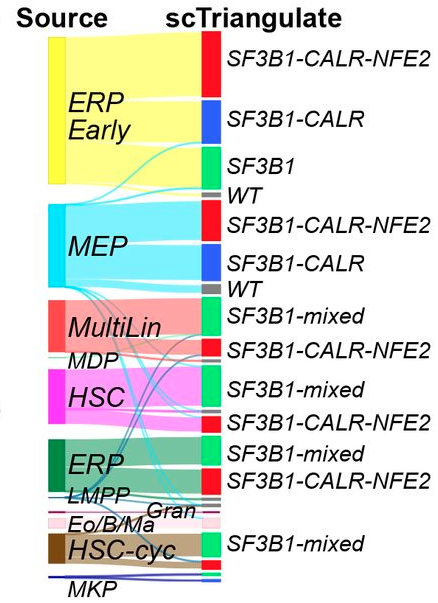 Source scTriangulate
SF3B1-CALR-NFE2
ERP
Early
SF3B1-CALR
SF3B1
WT
SF3B1-CALR-NFE2
MEP
SF3B1-CALR
WT
SF3B1-mixed
MultiLin
SF3B1-CALR-NFE2
MDP
SF3B1-mixed
HSC
SF3B1-CALR-NFE2
SF3B1-mixed
ERP
SF3B1-CALR-NFE2
LMPP
Gran
Eo/B/Ma
SF3B1-mixed
HSC-cyc
MKP